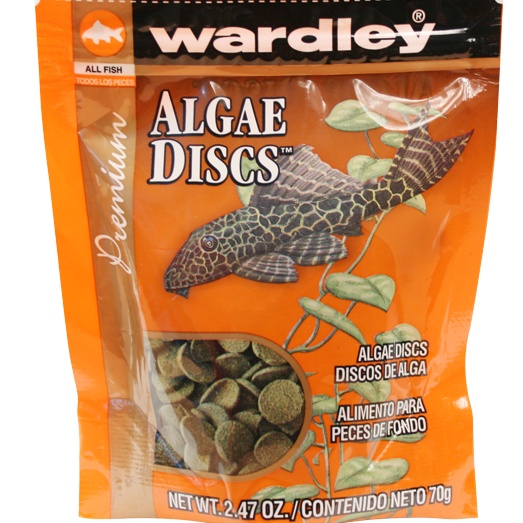 wardley®
ALL FISH
TODOS LOS PECES
Premium
ALGAE
DISCS™
ALGAE DISCS
DISCOS DE ALGA
ALIMENTO PARA
PECES DE FONDO
NET WT. 2.47 OZ./CONTENIDO NETO 70g